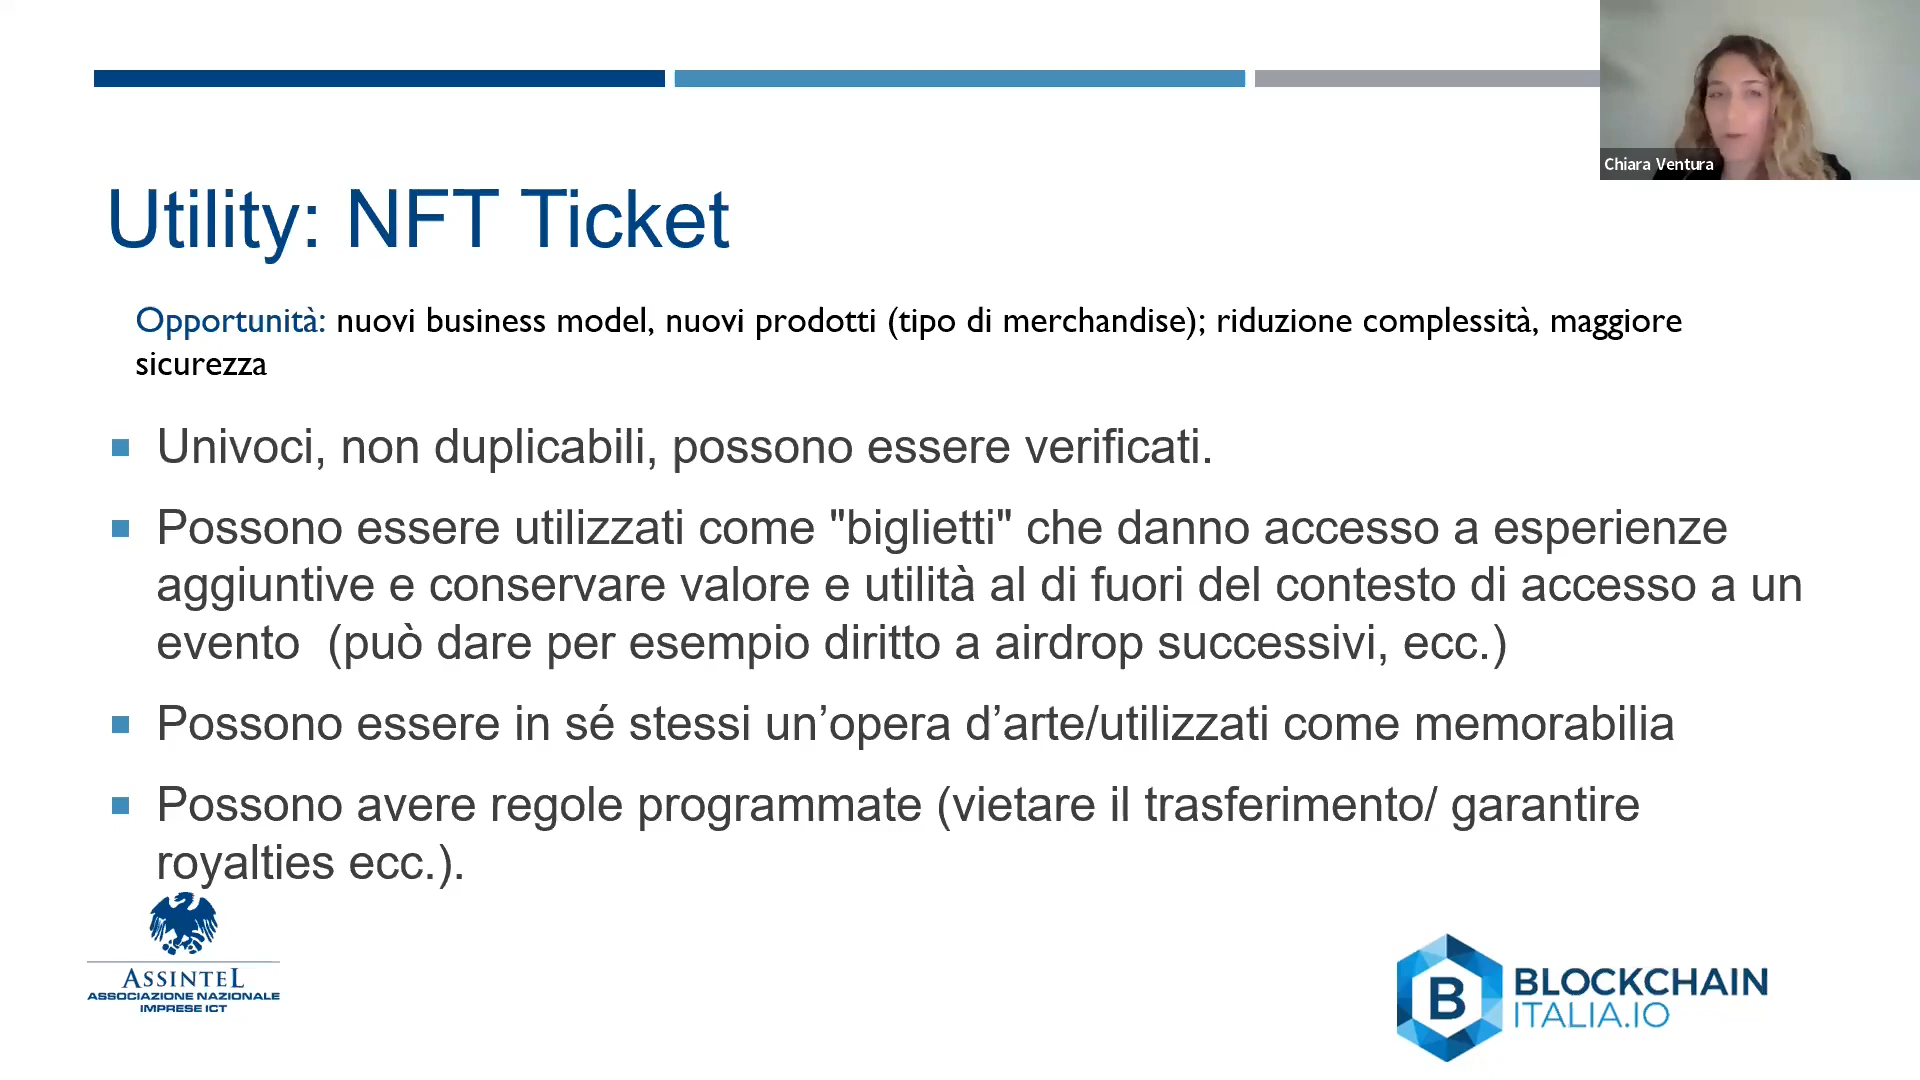 Chiara Ventura
Utility: NFT Ticket
Opportunità: nuovi business model, nuovi prodotti (tipo di merchandise); riduzione complessità, maggiore
sicurezza
Univoci, non duplicabili, possono essere verificati.
Possono essere utilizzati come "biglietti" che danno accesso a esperienze
aggiuntive e conservare valore e utilità al di fuori del contesto di accesso a un
evento  (può dare per esempio diritto a airdrop successivi, ecc.)
Possono essere in sé stessi un’opera d’arte/utilizzati come memorabilia
Possono avere regole programmate (vietare il trasferimento/ garantire
royalties ecc.).
ASSINTEL
ASSOCIAZIONE NAZIONALE
IMPRESE ICT
B
BLOCKCHAIN
ITALIA.IO